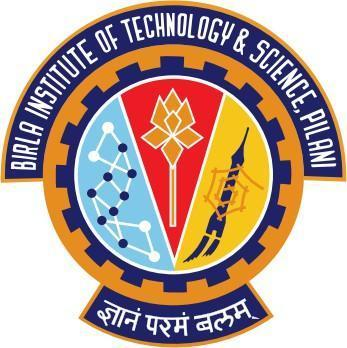 BIRLA INSTITUTE OF TECHNOLOGY & SCIENCE, PILANI
ज्ञानं परमं बलम्